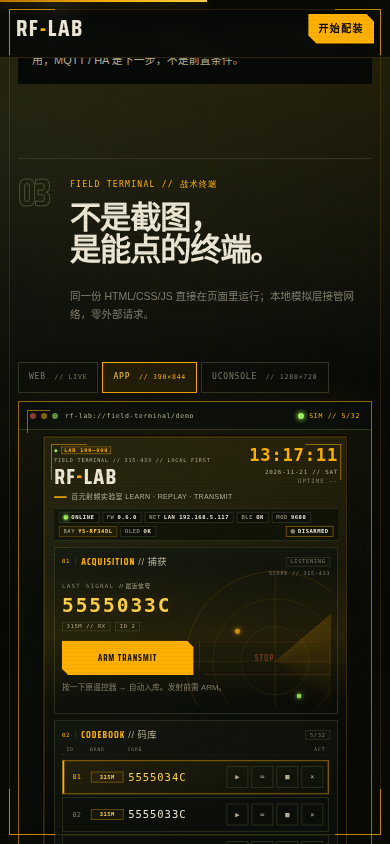 RF-LAB
开始配装
用，MQTT / HA 是下一步，不是前置条件。
03
FIELD TERMINAL // 战术终端
不是截图，
是能点的终端。
同一份 HTML/CSS/JS 直接在页面里运行；本地模拟层接管网
络，零外部请求。
WEB // LIVE
APP // 390×844
UCONSOLE // 1280×720
rf-lab://field-terminal/demo
SIM // 5/32
LAB 100-999
FIELD TERMINAL // 315-433 // LOCAL FIRST
RF-LAB
13:17:11
2026-11-21 // SAT
UPTIME --
百元射频实验室 LEARN · REPLAY · TRANSMIT
ONLINE
FW 0.6.0
NET LAN 192.168.5.117
BLE ON
MOD 9600
BAY YS-RF34DL
OLED OK
DISARMED
01 | ACQUISITION // 捕获
LISTENING
SCOPE // 315-433
LAST SIGNAL // 最近信号
5555033C
315M // 0X
ID 2
ARM TRANSMIT
STOP
按一下原遥控器 → 自动入库。发射前需 ARM。
02 | CODEBOOK // 码库
5/32
ID BAND CODE ACT
01 315M 5555034C ▶ ∞ ■ ×
02 315M 5555033C ▶ ∞ ■ ×